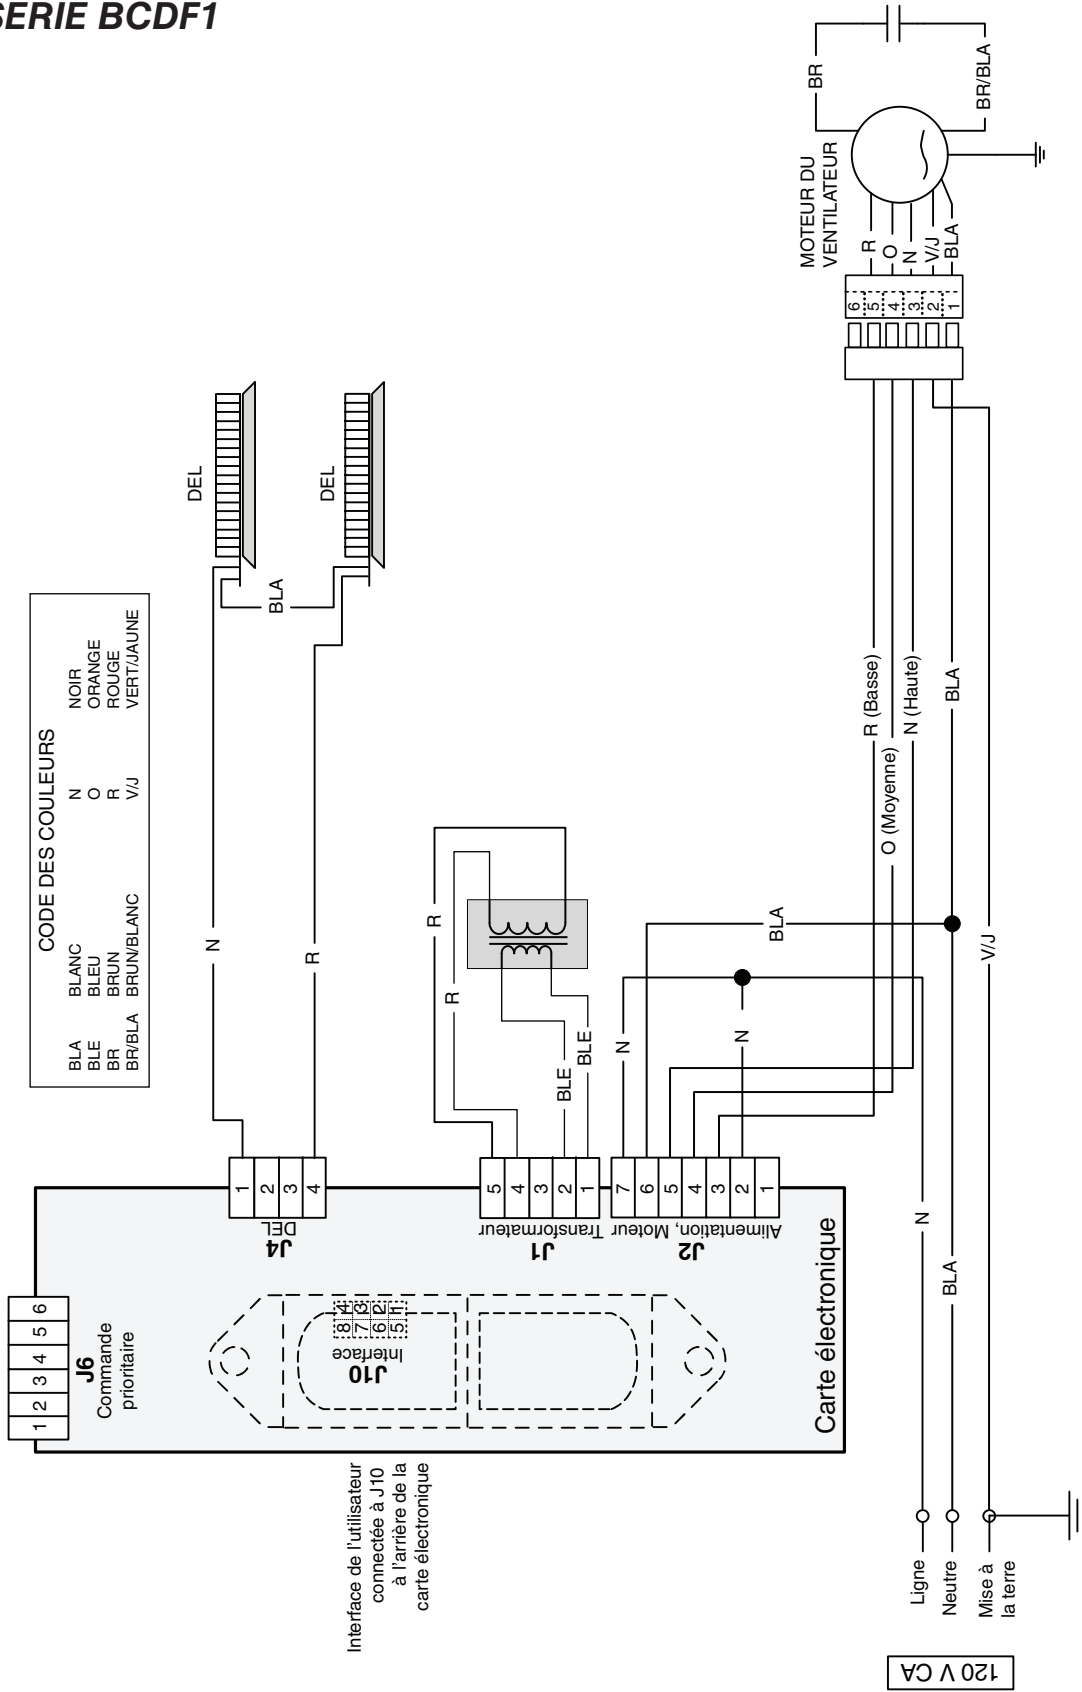 SERIE BCDF1
CODE DES COULEURS
BLA BLANC N NOIR
BLE BLEU O ORANGE
BR BRUN R ROUGE
BR/BLA BRUN/BLANC V/J VERT/JAUNE
BR
BR/BLA
MOTEUR DU
VENTILATEUR
R
O
N
V/J
BLA
6
5
4
3
2
1
DEL
DEL
BLA
N
R
R
R
BLE
BLE
N
BLA
N
R (Basse)
O (Moyenne)
N (Haute)
BLA
V/J
N
BLA
J4
DEL
1
2
3
4
J1
Transformateur
5
4
3
2
1
J2
Alimentation, Moteur
7
6
5
4
3
2
1
J6
Commande
prioritaire
1 2 3 4 5 6
J10
Interface
8 4
7 3
6 2
5 1
Carte électronique
Interface de l'utilisateur
connectée à J10
à l'arrière de la
carte électronique
Ligne
Neutre
Mise à
la terre
120 V CA